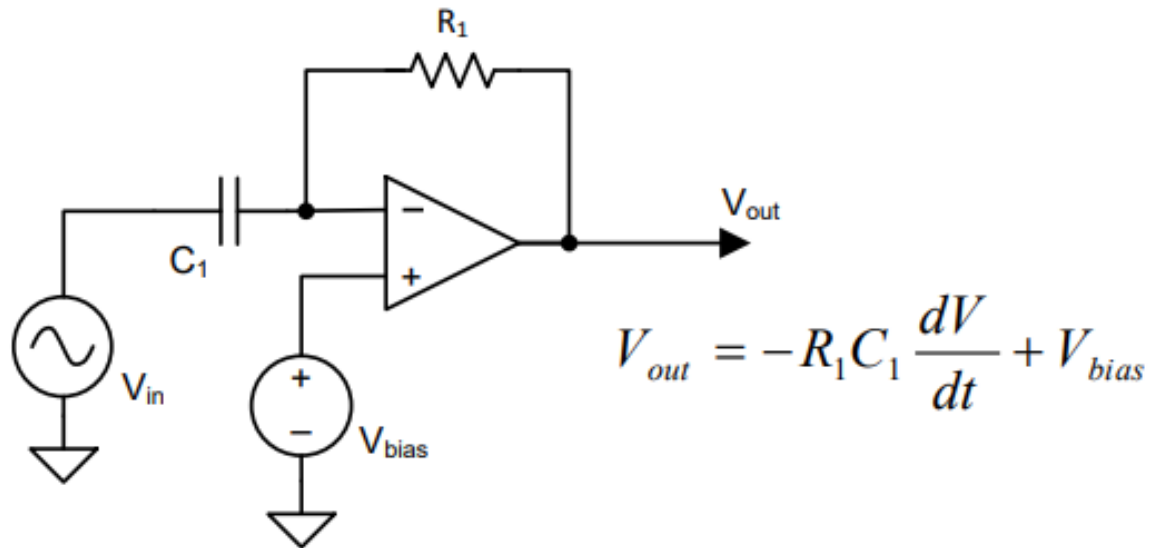 R₁
C₁
−
+
V_out
V_in
+
−
V_bias
V_out = −R₁C₁ dV/dt + V_bias